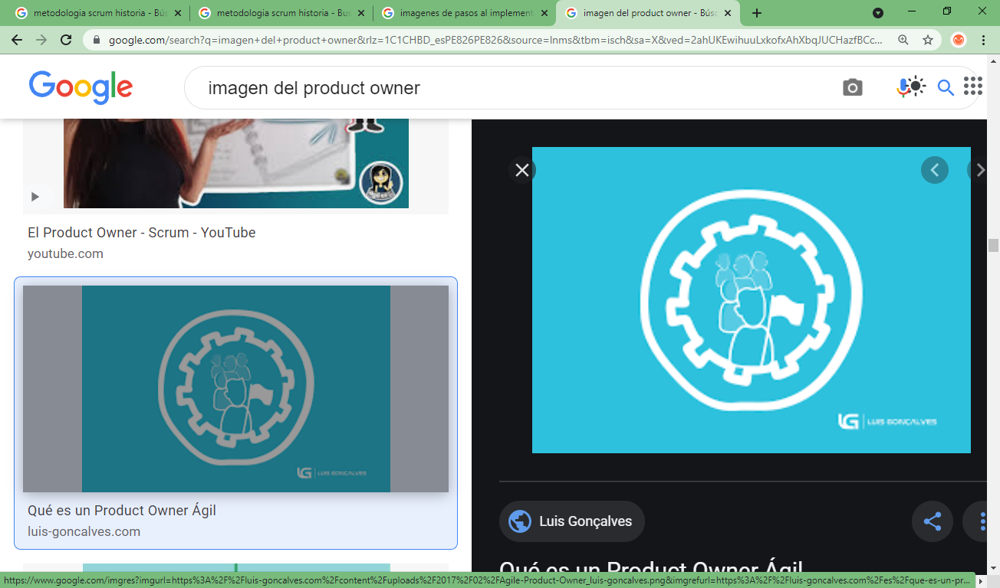 metodologia scrum historia - Bús
metodologia scrum historia - Bus
imagenes de pasos al implement
imagen del product owner - Búsc
google.com/search?q=imagen+del+product+owner&rlz=1C1CHBD_esPE826PE826&source=lnms&tbm=isch&sa=X&ved=2ahUKEwihuuLxkofxAhXbqJUCHazfBCc...
Google
imagen del product owner
El Product Owner - Scrum - YouTube
youtube.com
LG | LUIS GONCALVES
Qué es un Product Owner Ágil
luis-goncalves.com
LG | LUIS GONCALVES
Luis Gonçalves
Qué es un Product Owner Ágil
https://www.google.com/imgres?imgurl=https%3A%2F%2Fluis-goncalves.com%2Fcontent%2Fuploads%2F2017%2F02%2FAgile-Product-Owner_luis-goncalves.png&imgrefurl=https%3A%2F%2Fluis-goncalves.com%2Fes%2Fque-es-un-pr...